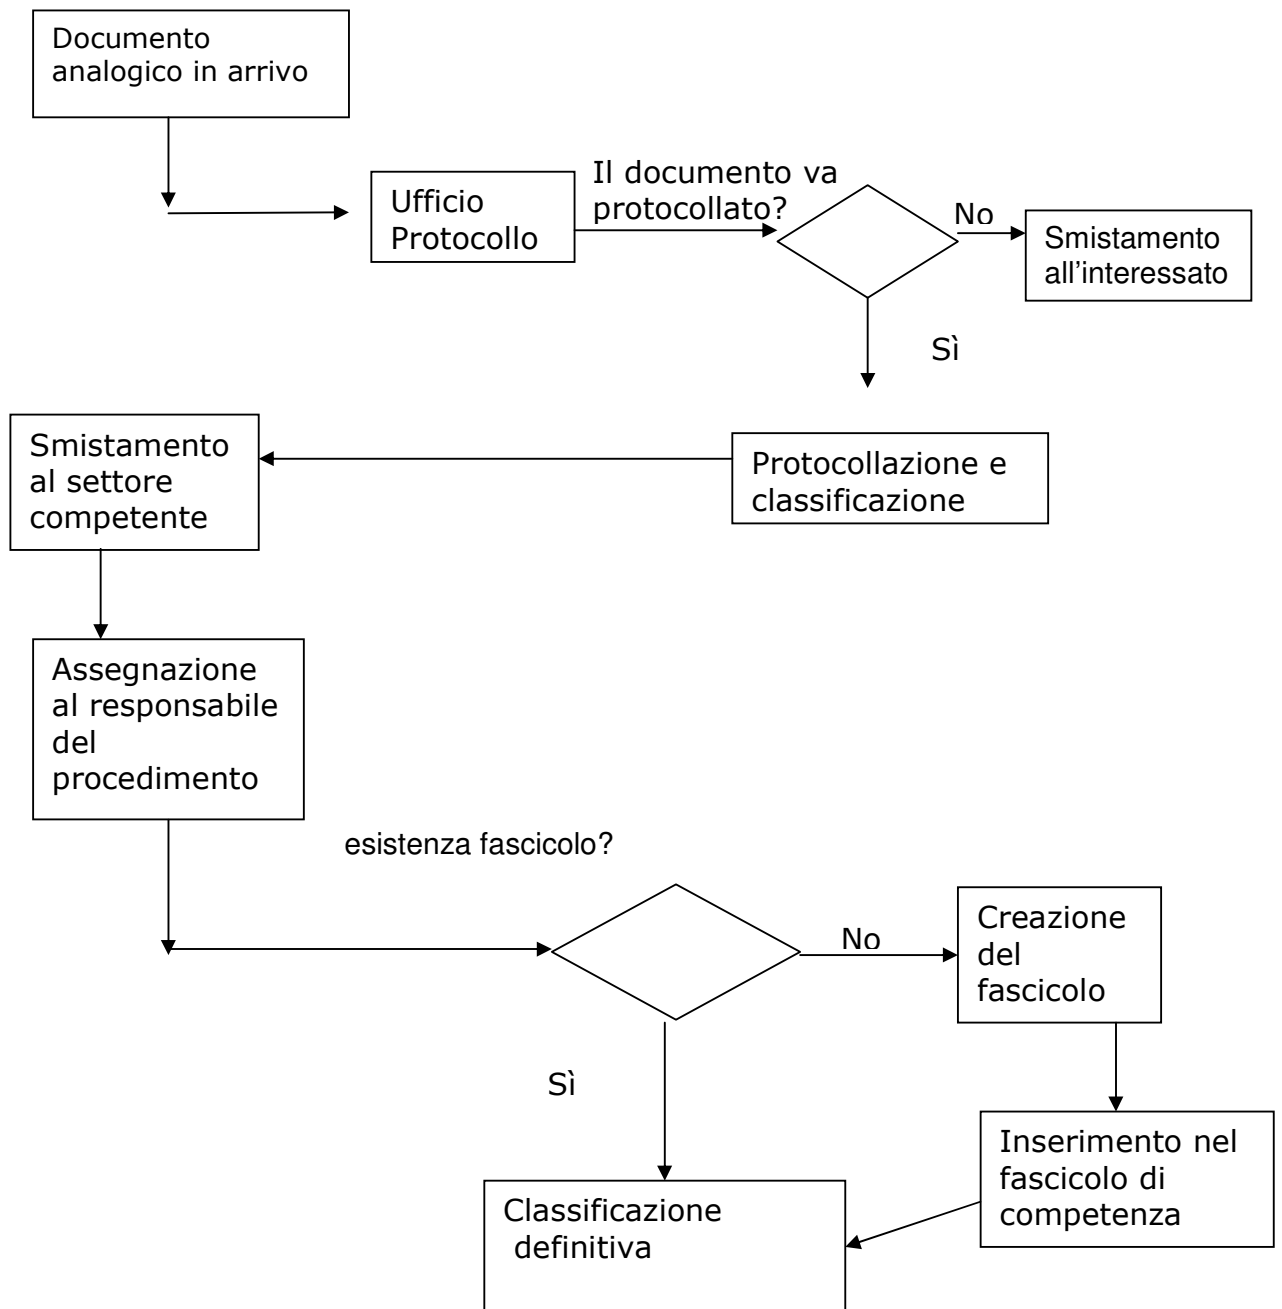 Documento
analogico in arrivo
Ufficio
Protocollo
Il documento va
protocollato?
No
Smistamento
all'interessato
Sì
Protocollazione e
classificazione
Smistamento
al settore
competente
Assegnazione
al responsabile
del
procedimento
esistenza fascicolo?
No
Creazione
del
fascicolo
Sì
Inserimento nel
fascicolo di
competenza
Classificazione
definitiva